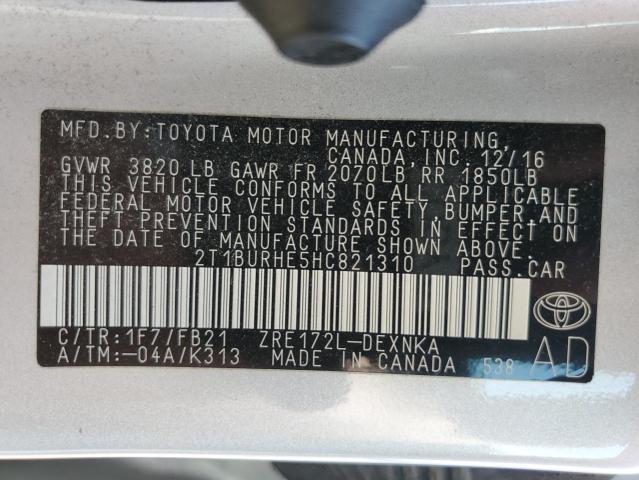 MFD.BY:TOYOTA MOTOR MANUFACTURING,
CANADA, INC. 12/16
GVWR 3820 LB GAWR FR 2070LB, RR 1850LB
THIS VEHICLE CONFORMS TO ALL APPLICABLE
FEDERAL MOTOR VEHICLE SAFETY, BUMPER, AND
THEFT PREVENTION STANDARDS IN EFFECT ON
THE DATE OF MANUFACTURE SHOWN ABOVE.
2T1BURHE5HC821310 PASS.CAR
C/TR:1F7/FB21 ZRE172L-DEXNKA
A/TM:-04A/K313 MADE IN CANADA 538
AD